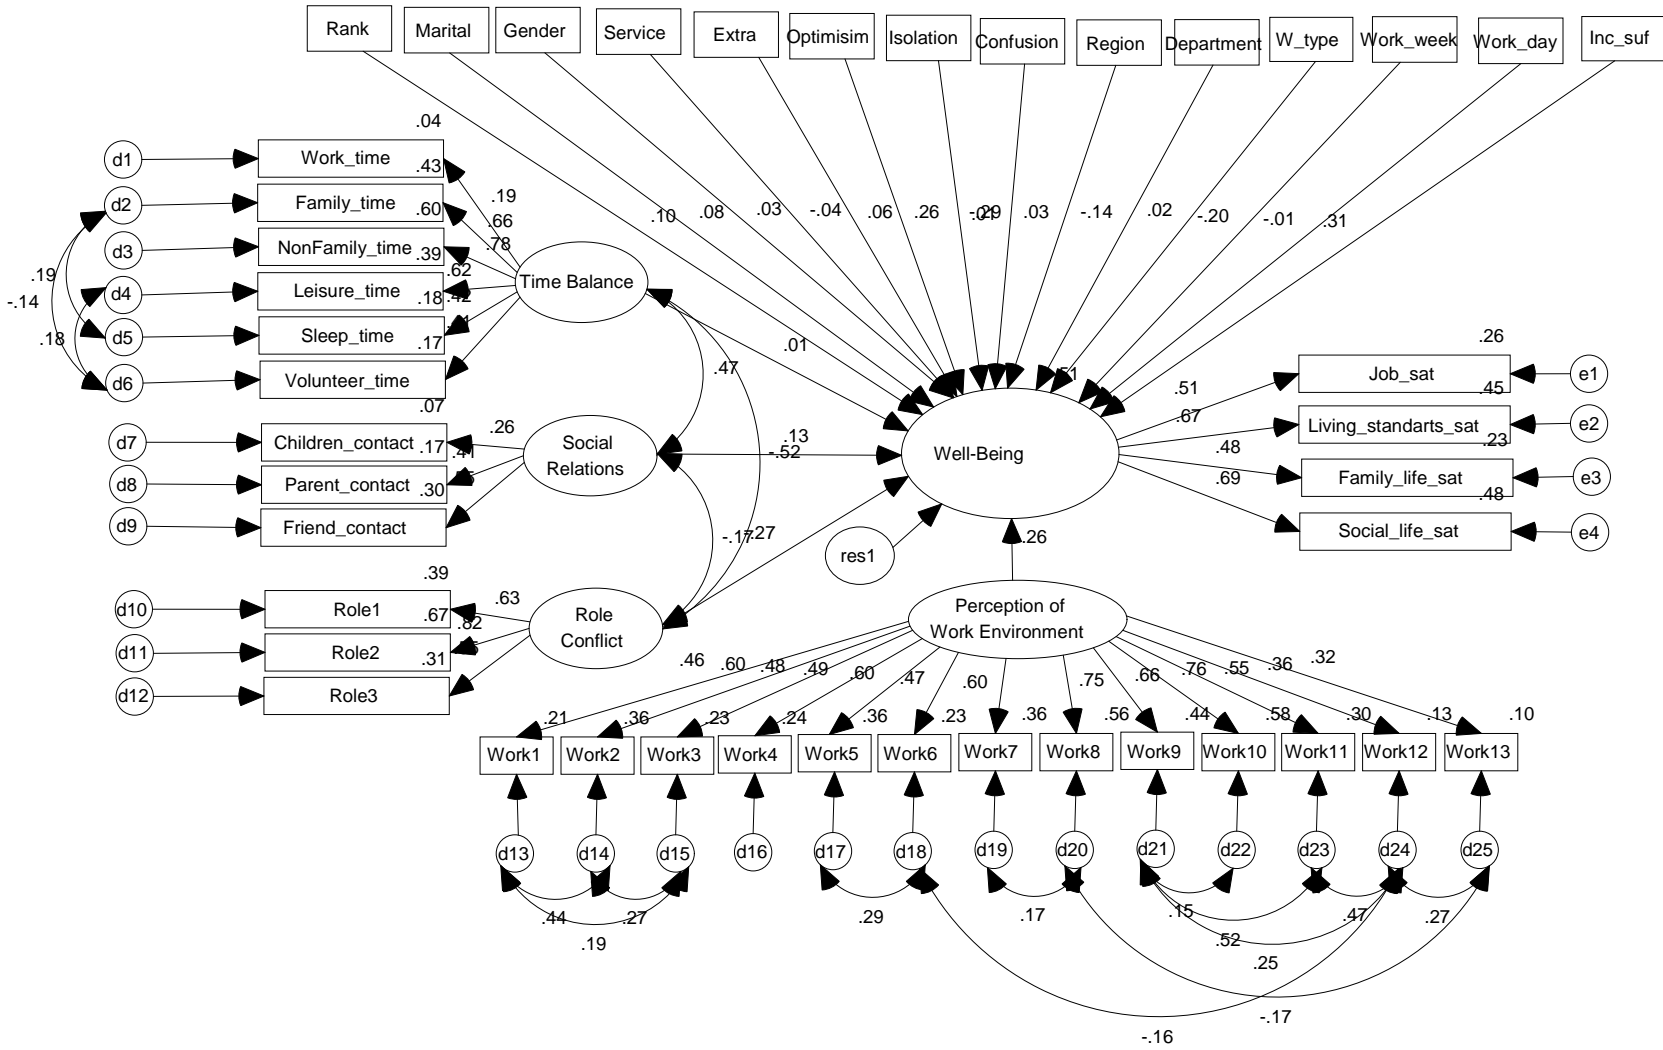 Rank
Marital
Gender
Service
Extra
Optimisim
Isolation
Confusion
Region
Department
W_type
Work_week
Work_day
Inc_suf
.10
.08
.03
-.04
.06
.26
-.01
.29
.03
-.14
.02
-.20
-.01
.31
.04
d1
Work_time
.43
.19
d2
Family_time
.60
.66
d3
NonFamily_time
.39
.78
d4
Leisure_time
.18
.62
.42
d5
Sleep_time
.17
d6
Volunteer_time
.19
-.14
.18
Time Balance
.01
.47
.07
d7
Children_contact
.17
.26
.41
d8
Parent_contact
.30
d9
Friend_contact
Social
Relations
.13
-.52
-.17
.27
.39
d10
Role1
.67
.63
.82
d11
Role2
.31
d12
Role3
Role
Conflict
Well-Being
.51
res1
.26
.26
.51
Job_sat
e1
.45
.67
Living_standarts_sat
e2
.23
.48
Family_life_sat
e3
.48
.69
Social_life_sat
e4
Perception of
Work Environment
.46
.60
.48
.49
.60
.47
.60
.75
.66
.76
.55
.36
.32
.21
.36
.23
.24
.36
.23
.36
.56
.44
.58
.30
.13
.10
Work1
Work2
Work3
Work4
Work5
Work6
Work7
Work8
Work9
Work10
Work11
Work12
Work13
d13
d14
d15
d16
d17
d18
d19
d20
d21
d22
d23
d24
d25
.44
.27
.19
.29
.17
.15
.52
.47
.27
.25
-.16
-.17